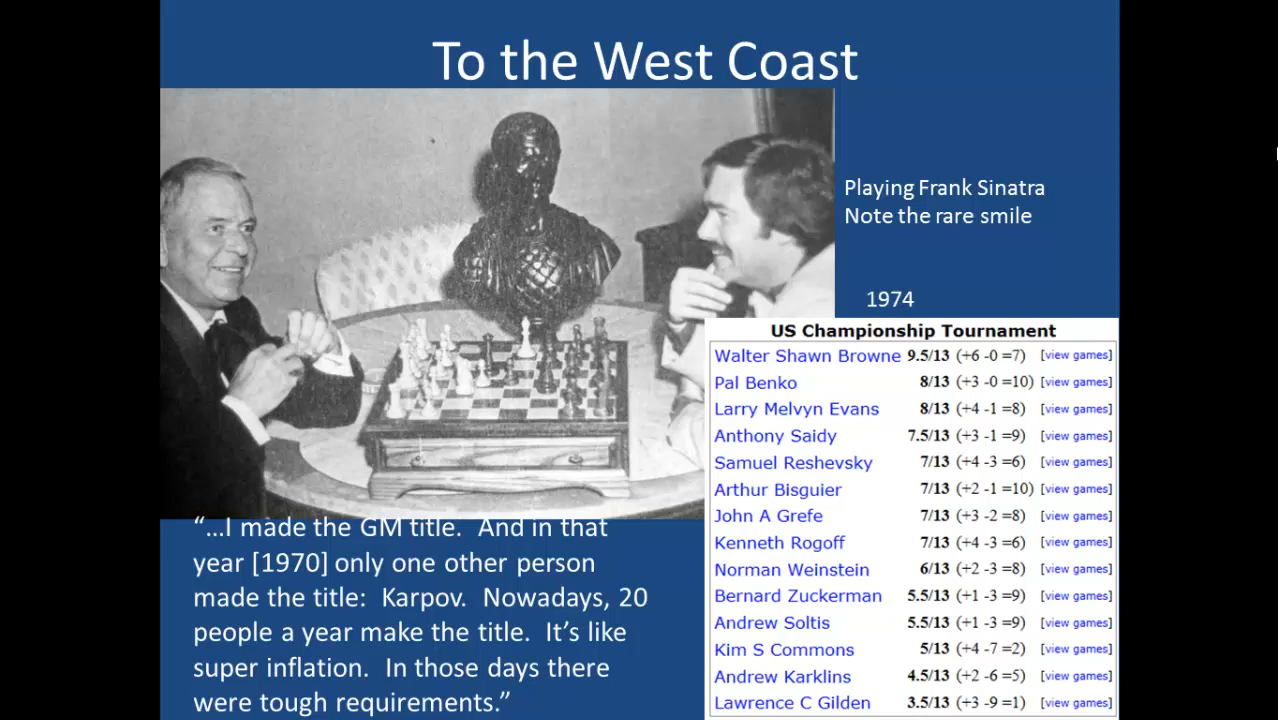 To the West Coast
Playing Frank Sinatra
Note the rare smile
1974
US Championship Tournament
Walter Shawn Browne 9.5/13 (+6 -0 =7) [view games]
Pal Benko 8/13 (+3 -0 =10) [view games]
Larry Melvyn Evans 8/13 (+4 -1 =8) [view games]
Anthony Saidy 7.5/13 (+3 -1 =9) [view games]
Samuel Reshevsky 7/13 (+4 -3 =6) [view games]
Arthur Bisguier 7/13 (+2 -1 =10) [view games]
John A Grefe 7/13 (+3 -2 =8) [view games]
Kenneth Rogoff 7/13 (+4 -3 =6) [view games]
Norman Weinstein 6/13 (+2 -3 =8) [view games]
Bernard Zuckerman 5.5/13 (+1 -3 =9) [view games]
Andrew Soltis 5.5/13 (+1 -3 =9) [view games]
Kim S Commons 5/13 (+4 -7 =2) [view games]
Andrew Karklins 4.5/13 (+2 -6 =5) [view games]
Lawrence C Gilden 3.5/13 (+3 -9 =1) [view games]
“…I made the GM title. And in that
year [1970] only one other person
made the title: Karpov. Nowadays, 20
people a year make the title. It’s like
super inflation. In those days there
were tough requirements.”